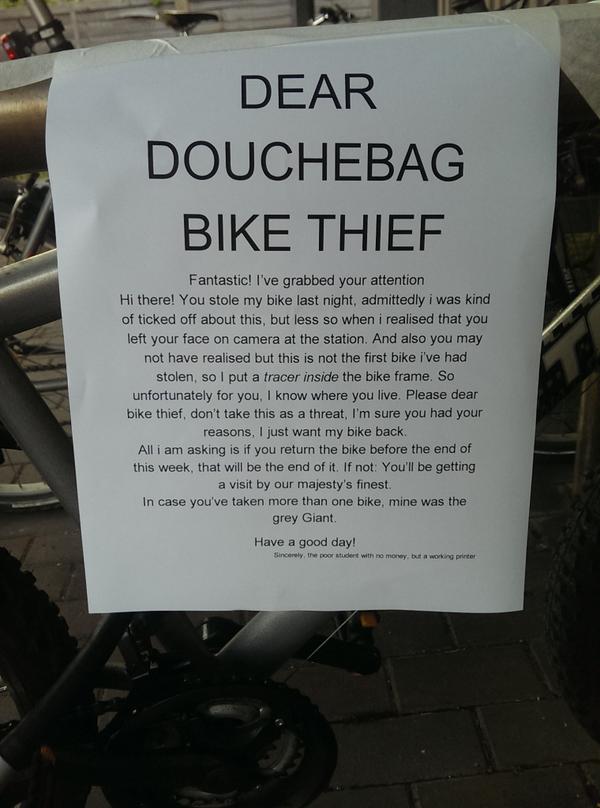 DEAR
DOUCHEBAG
BIKE THIEF
Fantastic! I've grabbed your attention
Hi there! You stole my bike last night, admittedly i was kind
of ticked off about this, but less so when i realised that you
left your face on camera at the station. And also you may
not have realised but this is not the first bike i've had
stolen, so I put a tracer inside the bike frame. So
unfortunately for you, I know where you live. Please dear
bike thief, don't take this as a threat, I'm sure you had your
reasons, I just want my bike back.
All i am asking is if you return the bike before the end of
this week, that will be the end of it. If not: You'll be getting
a visit by our majesty's finest.
In case you've taken more than one bike, mine was the
grey Giant.
Have a good day!
Sincerely, the poor student with no money, but a working printer